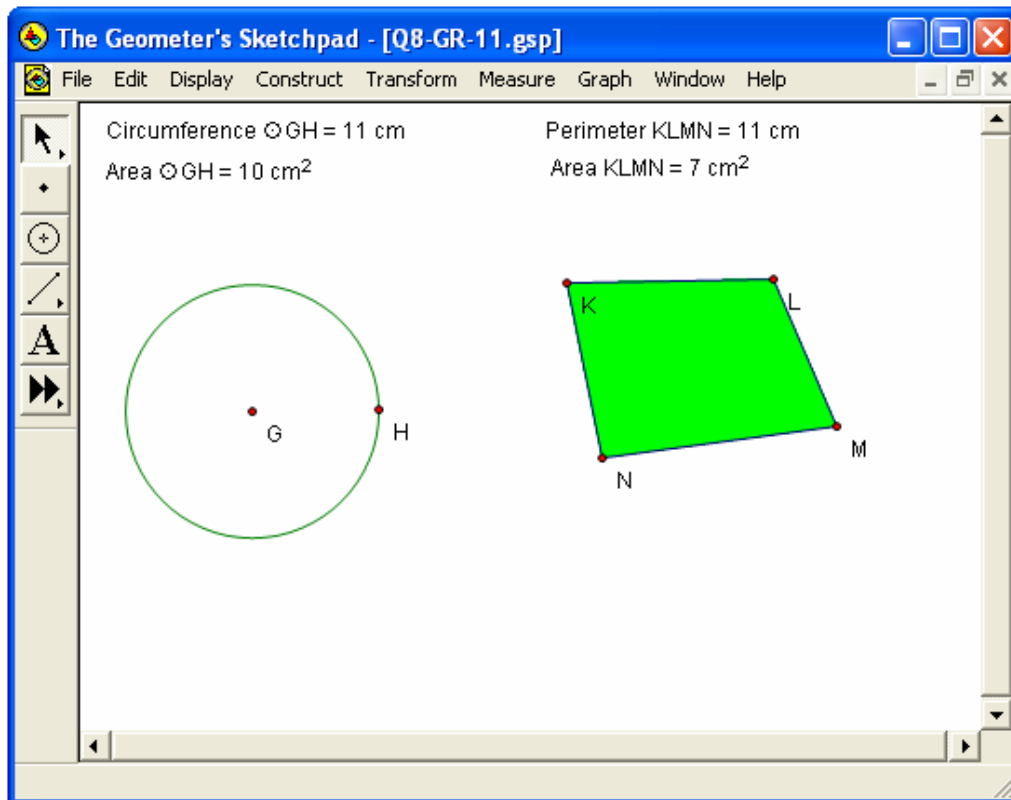 The Geometer's Sketchpad - [Q8-GR-11.gsp]
File Edit Display Construct Transform Measure Graph Window Help
Circumference ⊙GH = 11 cm
Perimeter KLMN = 11 cm
Area ⊙GH = 10 cm²
Area KLMN = 7 cm²
A
K
L
G
H
M
N